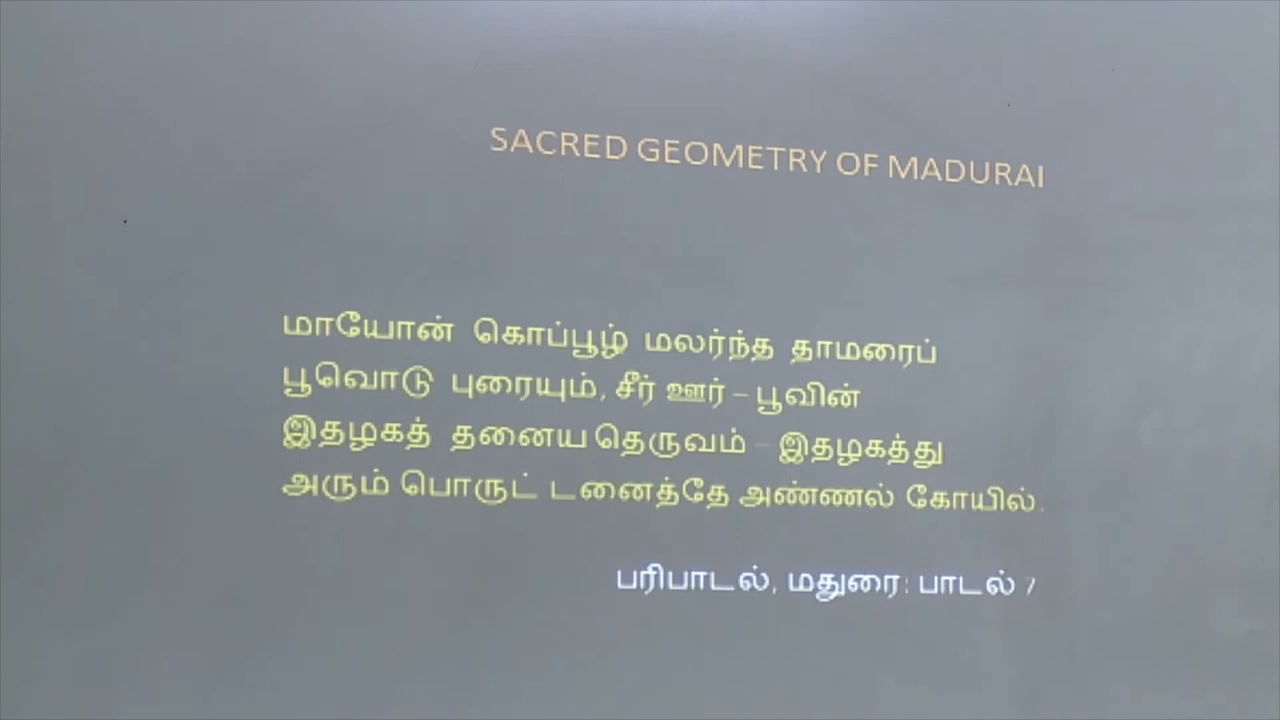 SACRED GEOMETRY OF MADURAI
மாயோன் கொப்பூழ் மலர்ந்த தாமரைப்
பூவொடு புரையும், சீர் ஊர் – பூவின்
இதழகத் தனைய தெருவம் – இதழகத்து
அரும் பொருட் டனைத்தே அண்ணல் கோயில்.
பரிபாடல், மதுரை: பாடல் 7